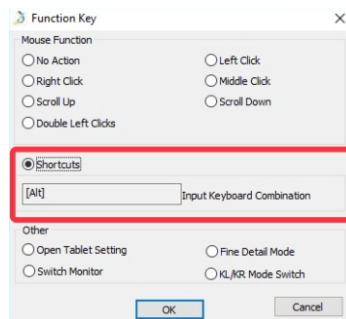 Function Key
Mouse Function
No Action Left Click
Right Click Middle Click
Scroll Up Scroll Down
Double Left Clicks
Shortcuts
[Alt] Input Keyboard Combination
Other
Open Tablet Setting Fine Detail Mode
Switch Monitor KL/KR Mode Switch
OK Cancel